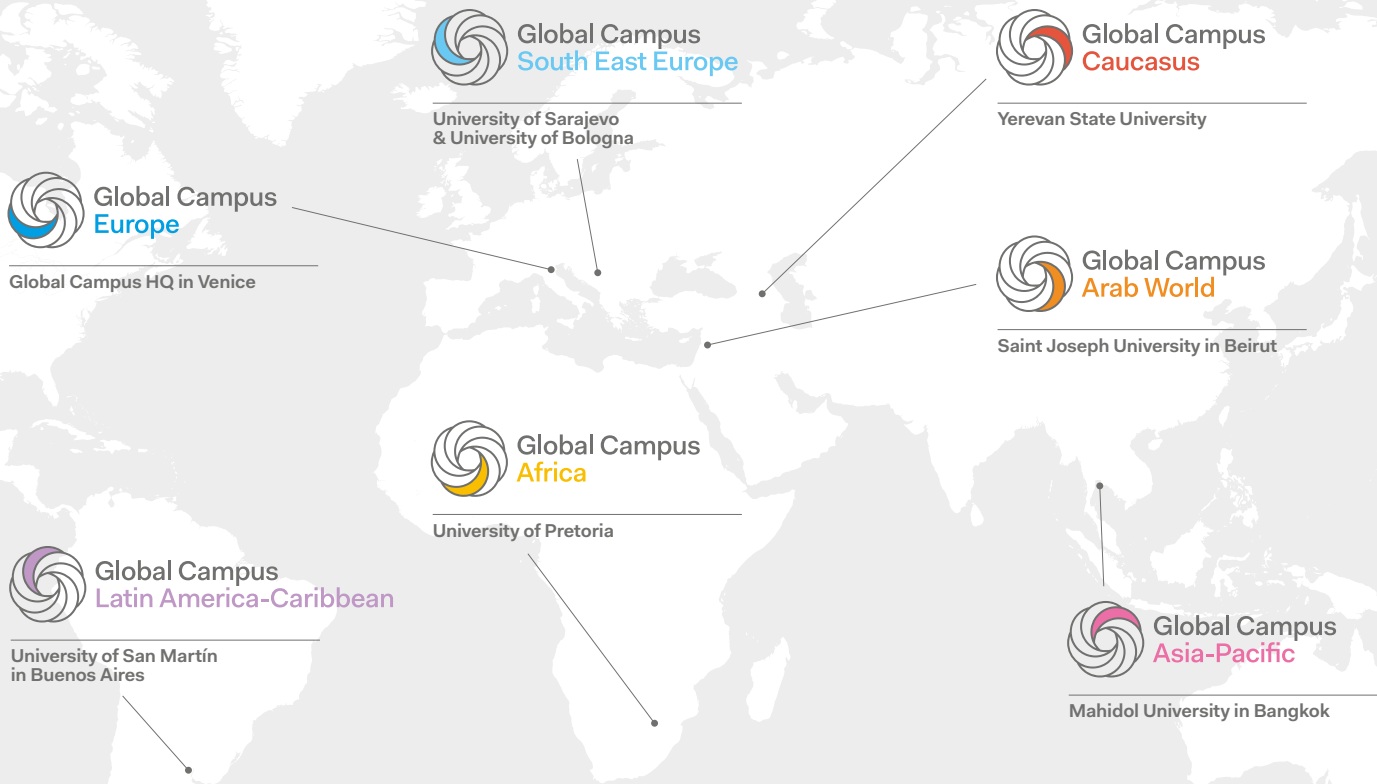 Global Campus
South East Europe
University of Sarajevo
& University of Bologna
Global Campus
Caucasus
Yerevan State University
Global Campus
Europe
Global Campus HQ in Venice
Global Campus
Arab World
Saint Joseph University in Beirut
Global Campus
Africa
University of Pretoria
Global Campus
Latin America-Caribbean
University of San Martín
in Buenos Aires
Global Campus
Asia-Pacific
Mahidol University in Bangkok